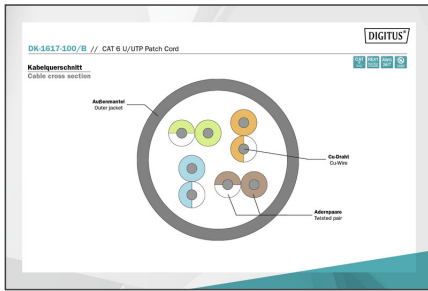 DIGITUS®
DK-1617-100/B // CAT 6 U/UTP Patch Cord
Kabelquerschnitt
Cable cross section
Außenmantel
Outer jacket
Cu-Draht
Cu-Wire
Adernpaare
Twisted pair